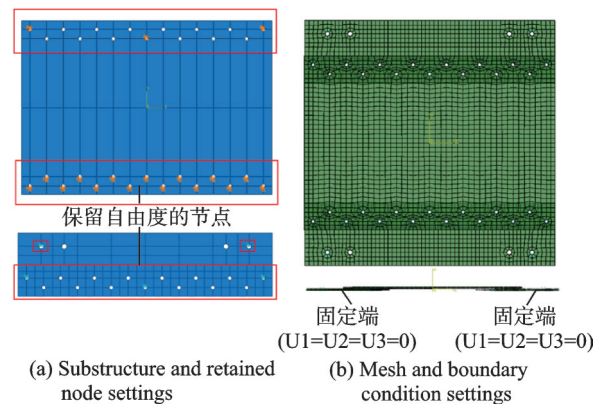 保留自由度的节点
固定端
(U1=U2=U3=0)
固定端
(U1=U2=U3=0)
(a) Substructure and retained
node settings
(b) Mesh and boundary
condition settings